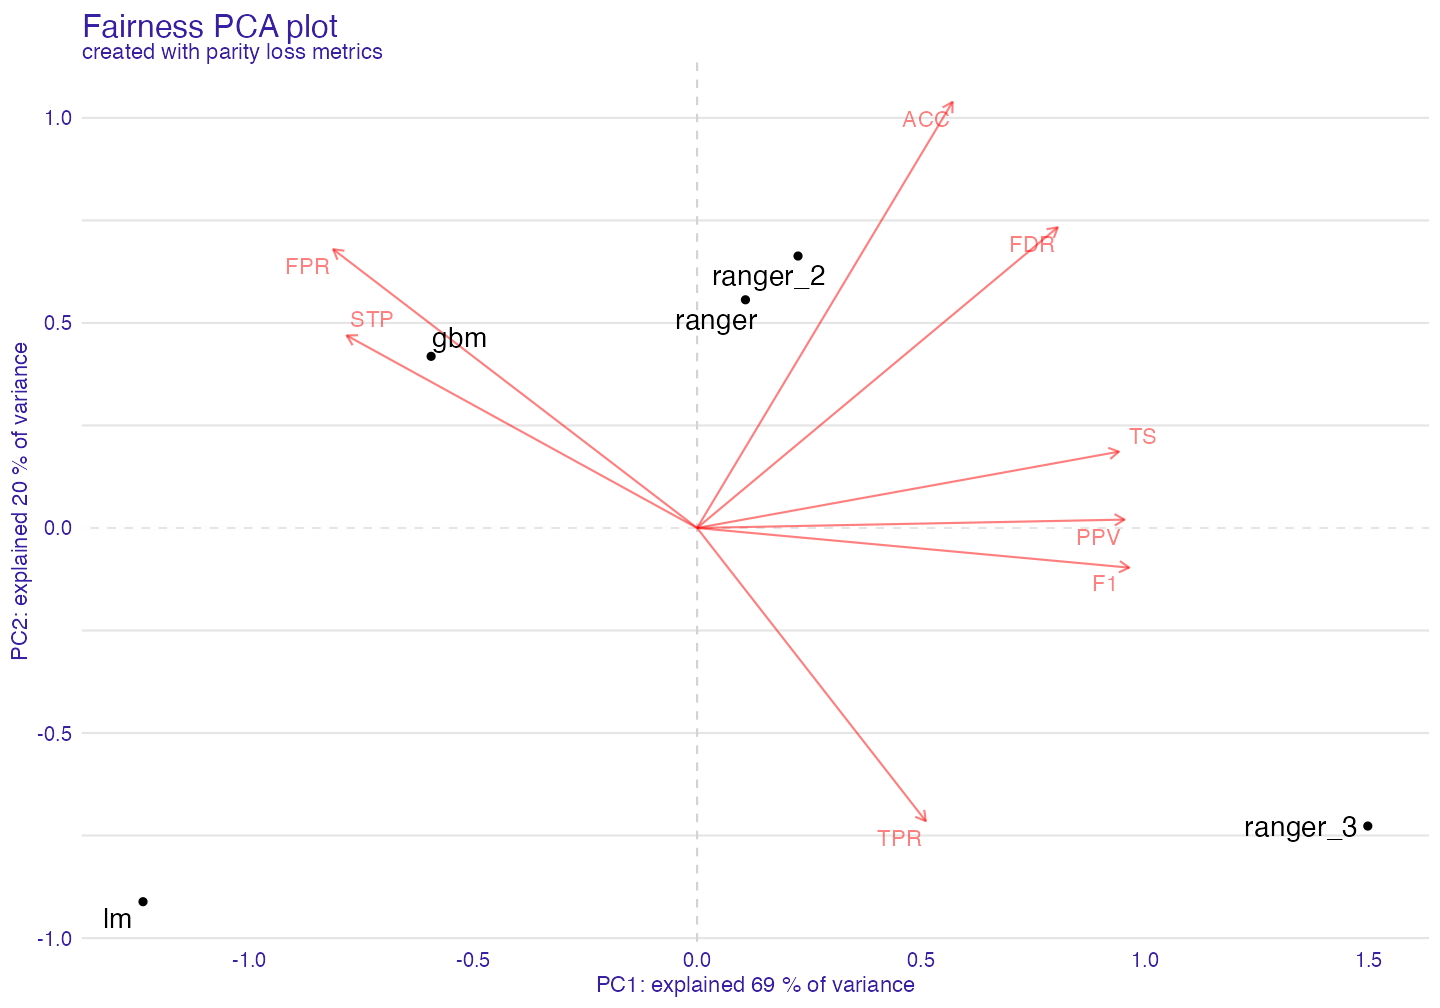 Fairness PCA plot
created with parity loss metrics
ACC
1.0
FDR
FPR
ranger_2
STP
ranger
0.5
gbm
TS
PC2: explained 20 % of variance
0.0
PPV
F1
-0.5
TPR
ranger_3
lm
-1.0
-1.0 -0.5 0.0 0.5 1.0 1.5
PC1: explained 69 % of variance